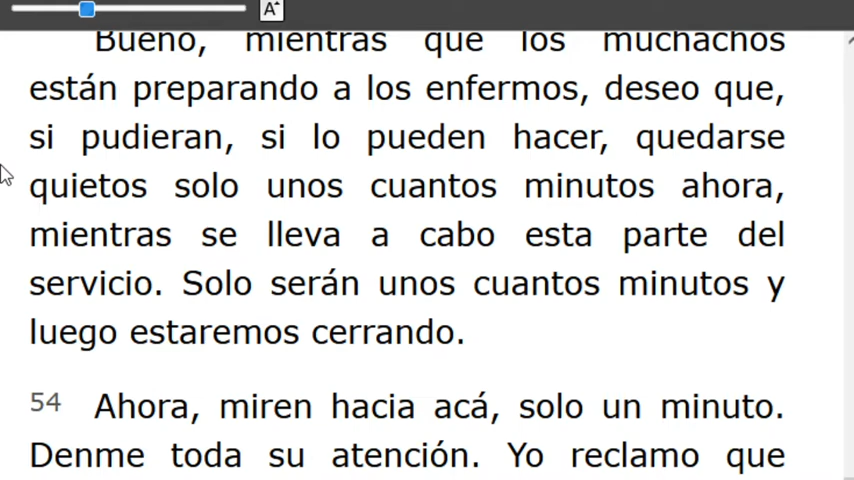 A
Bueno, mientras que los muchachos
están preparando a los enfermos, deseo que,
si pudieran, si lo pueden hacer, quedarse
quietos solo unos cuantos minutos ahora,
mientras se lleva a cabo esta parte del
servicio. Solo serán unos cuantos minutos y
luego estaremos cerrando.
54 Ahora, miren hacia acá, solo un minuto.
Denme toda su atención. Yo reclamo que